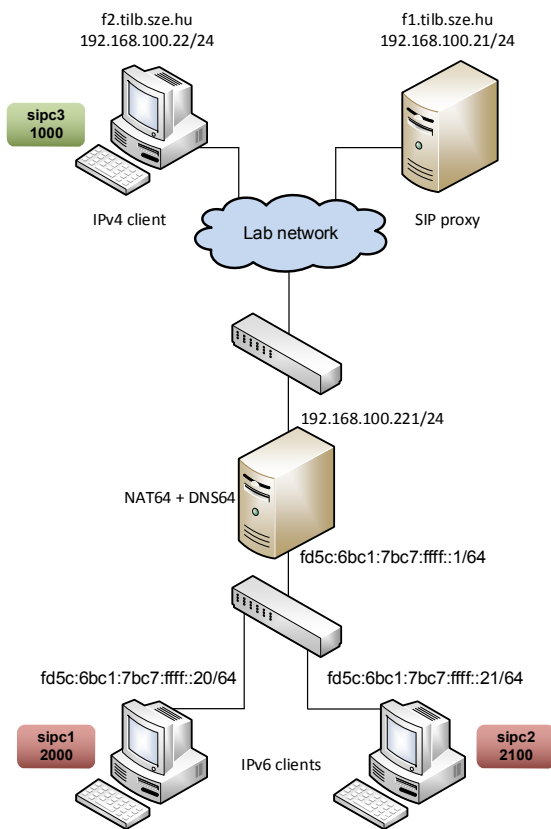 f2.tilb.sze.hu
192.168.100.22/24
f1.tilb.sze.hu
192.168.100.21/24
sipc3
1000
IPv4 client
SIP proxy
Lab network
192.168.100.221/24
NAT64 + DNS64
fd5c:6bc1:7bc7:ffff::1/64
fd5c:6bc1:7bc7:ffff::20/64
fd5c:6bc1:7bc7:ffff::21/64
sipc1
2000
IPv6 clients
sipc2
2100